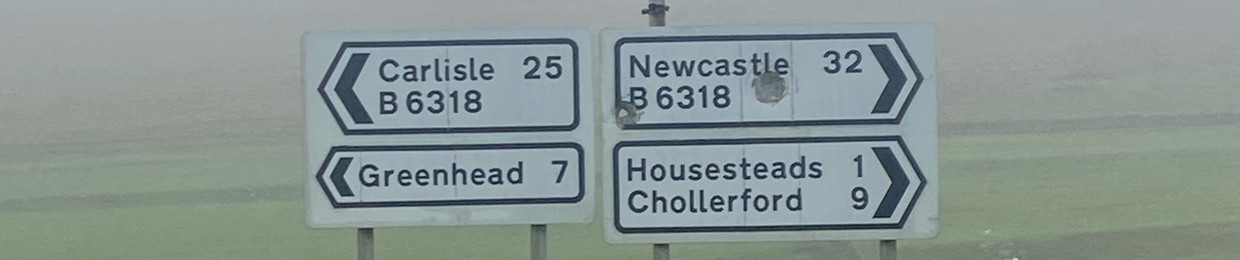 Carlisle 25
B 6318
Greenhead 7
Newcastle 32
B 6318
Housesteads 1
Chollerford 9